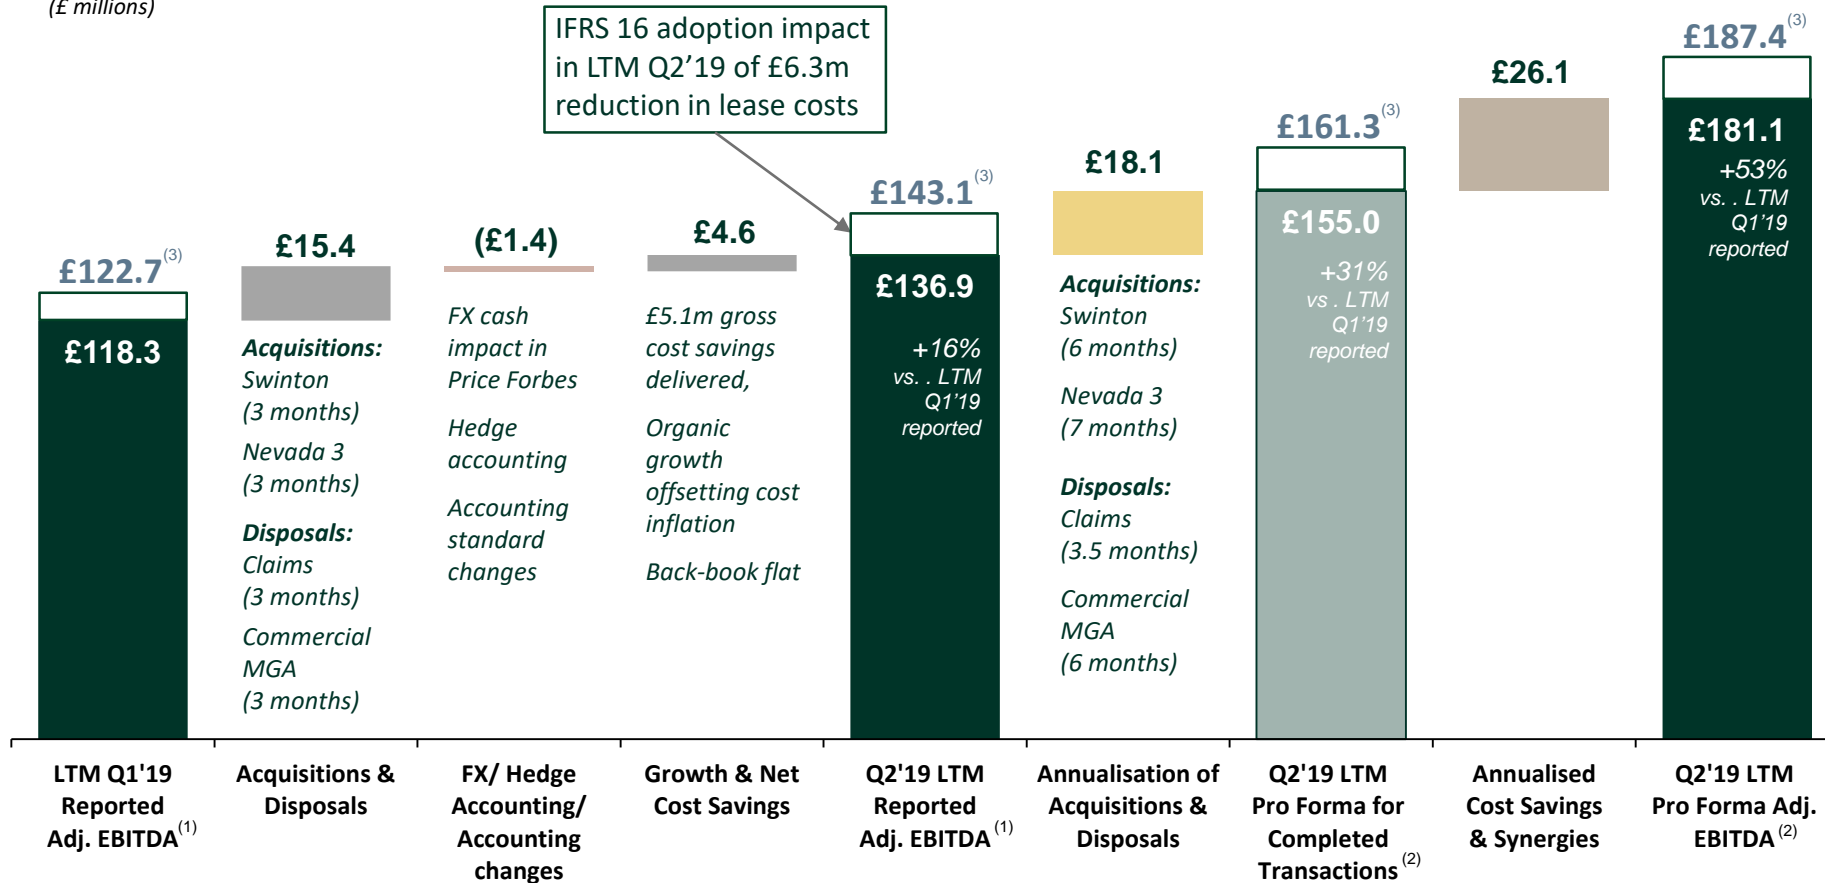 (£ millions)
IFRS 16 adoption impact
in LTM Q2’19 of £6.3m
reduction in lease costs
£122.7(3)
£118.3
£15.4
Acquisitions:
Swinton
(3 months)
Nevada 3
(3 months)
Disposals:
Claims
(3 months)
Commercial
MGA
(3 months)
(£1.4)
FX cash
impact in
Price Forbes
Hedge
accounting
Accounting
standard
changes
£4.6
£5.1m gross
cost savings
delivered,
Organic
growth
offsetting cost
inflation
Back-book flat
£143.1(3)
£136.9
+16%
vs. . LTM
Q1’19
reported
£18.1
Acquisitions:
Swinton
(6 months)
Nevada 3
(7 months)
Disposals:
Claims
(3.5 months)
Commercial
MGA
(6 months)
£161.3(3)
£155.0
+31%
vs . LTM
Q1’19
reported
£26.1
£187.4(3)
£181.1
+53%
vs. . LTM
Q1’19
reported
LTM Q1'19
Reported
Adj. EBITDA(1)
Acquisitions &
Disposals
FX/ Hedge
Accounting/
Accounting
changes
Growth & Net
Cost Savings
Q2'19 LTM
Reported
Adj. EBITDA(1)
Annualisation of
Acquisitions &
Disposals
Q2'19 LTM
Pro Forma for
Completed
Transactions(2)
Annualised
Cost Savings
& Synergies
Q2'19 LTM
Pro Forma Adj.
EBITDA(2)